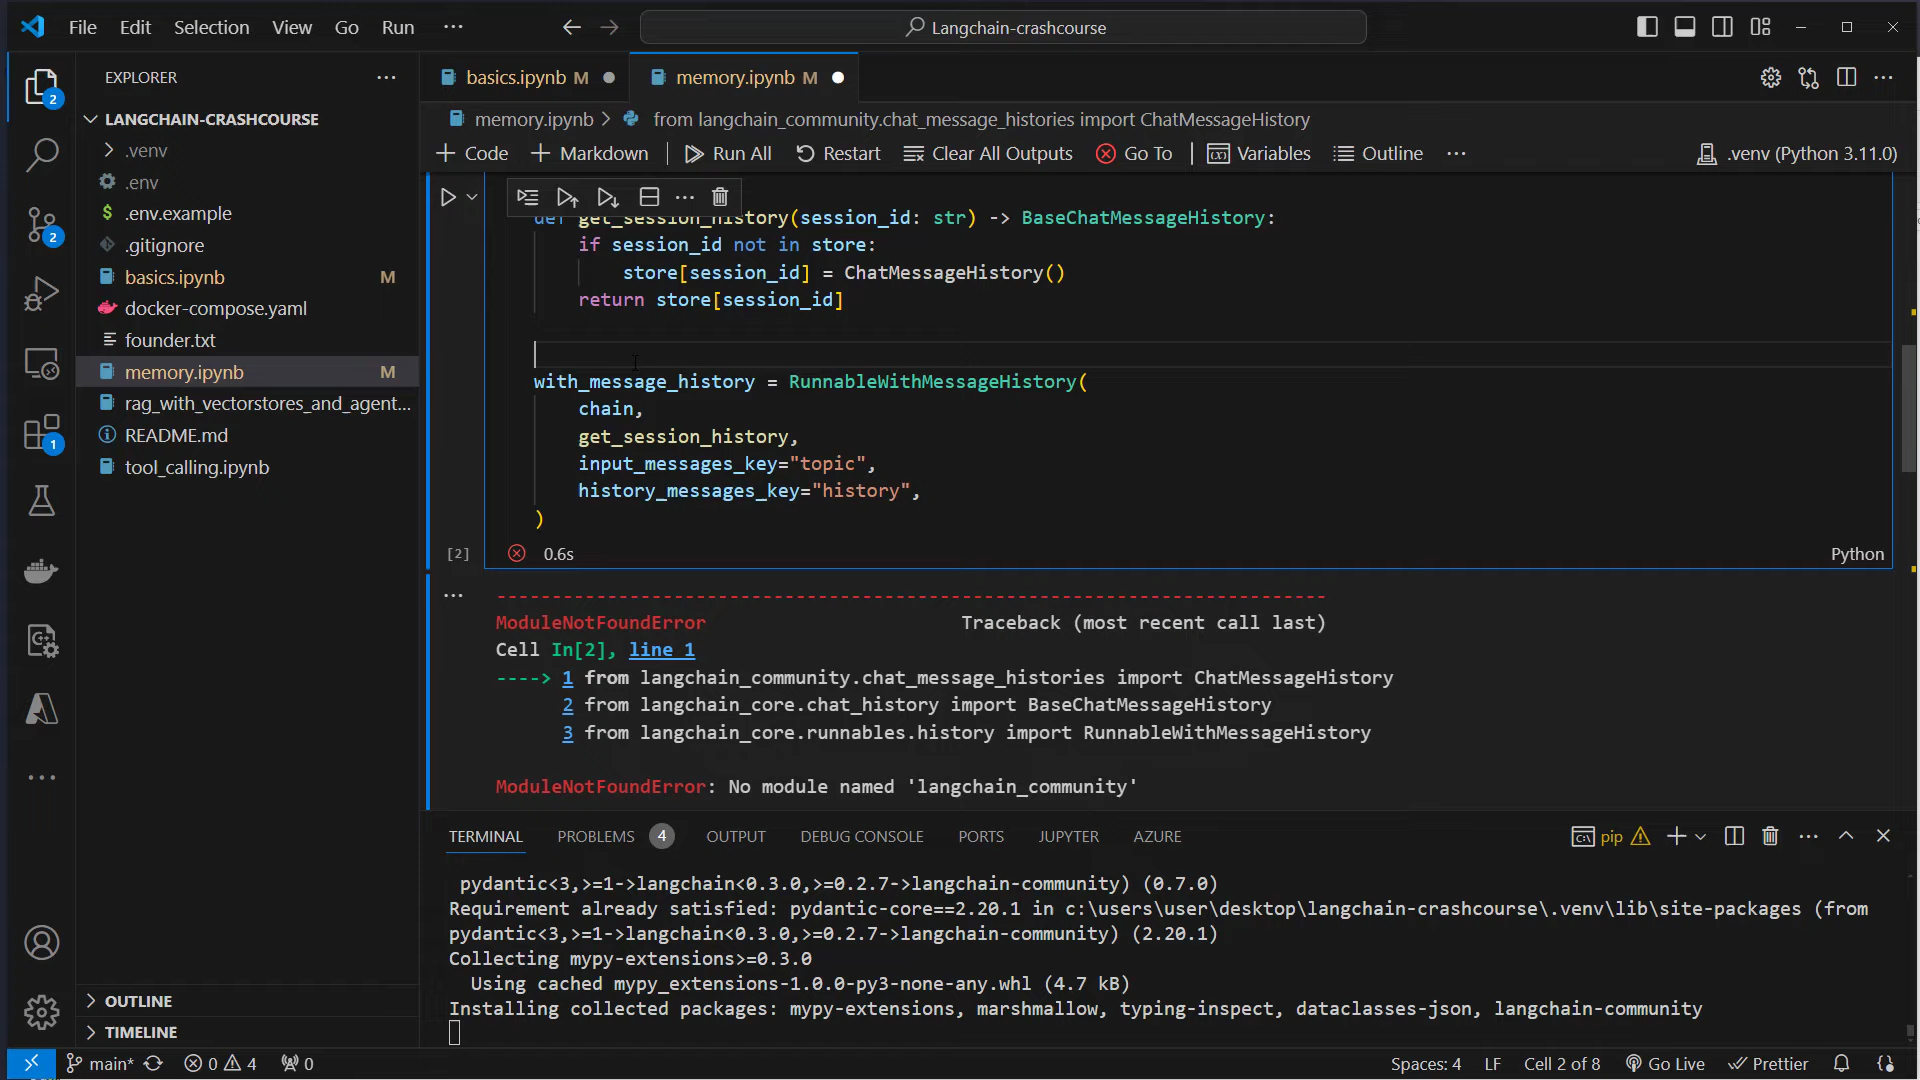 File Edit View Go Run ···
Langchain-crashcourse
EXPLORER
basics.ipynb M
memory.ipynb M
LANGCHAIN-CRASHCOURSE
.venv
.env
$ .env.example
.gitignore
basics.ipynb M
docker-compose.yaml
founder.txt
memory.ipynb M
rag_with_vectorstores_and_agent...
README.md
tool_calling.ipynb
OUTLINE
TIMELINE
2
2
1
memory.ipynb > from langchain_community.chat_message_histories import ChatMessageHistory
+ Code + Markdown Run All Restart Clear All Outputs Go To Variables Outline ··· .venv (Python 3.11.0)
def get_session_history(session_id: str) -> BaseChatMessageHistory:
if session_id not in store:
store[session_id] = ChatMessageHistory()
return store[session_id]
with_message_history = RunnableWithMessageHistory(
chain,
get_session_history,
input_messages_key="topic",
history_messages_key="history",
)
[2] 0.6s Python
---------------------------------------------------------------------------
ModuleNotFoundError Traceback (most recent call last)
Cell In[2], line 1
----> 1 from langchain_community.chat_message_histories import ChatMessageHistory
2 from langchain_core.chat_history import BaseChatMessageHistory
3 from langchain_core.runnables.history import RunnableWithMessageHistory
ModuleNotFoundError: No module named 'langchain_community'
TERMINAL PROBLEMS 4 OUTPUT DEBUG CONSOLE PORTS JUPYTER AZURE pip
pydantic<3,>=1->langchain<0.3.0,>=0.2.7->langchain-community) (0.7.0)
Requirement already satisfied: pydantic-core==2.20.1 in c:\users\user\desktop\langchain-crashcourse\.venv\lib\site-packages (from
pydantic<3,>=1->langchain<0.3.0,>=0.2.7->langchain-community) (2.20.1)
Collecting mypy-extensions>=0.3.0
Using cached mypy_extensions-1.0.0-py3-none-any.whl (4.7 kB)
Installing collected packages: mypy-extensions, marshmallow, typing-inspect, dataclasses-json, langchain-community
main* 0 4 0 Spaces: 4 LF Cell 2 of 8 Go Live Prettier